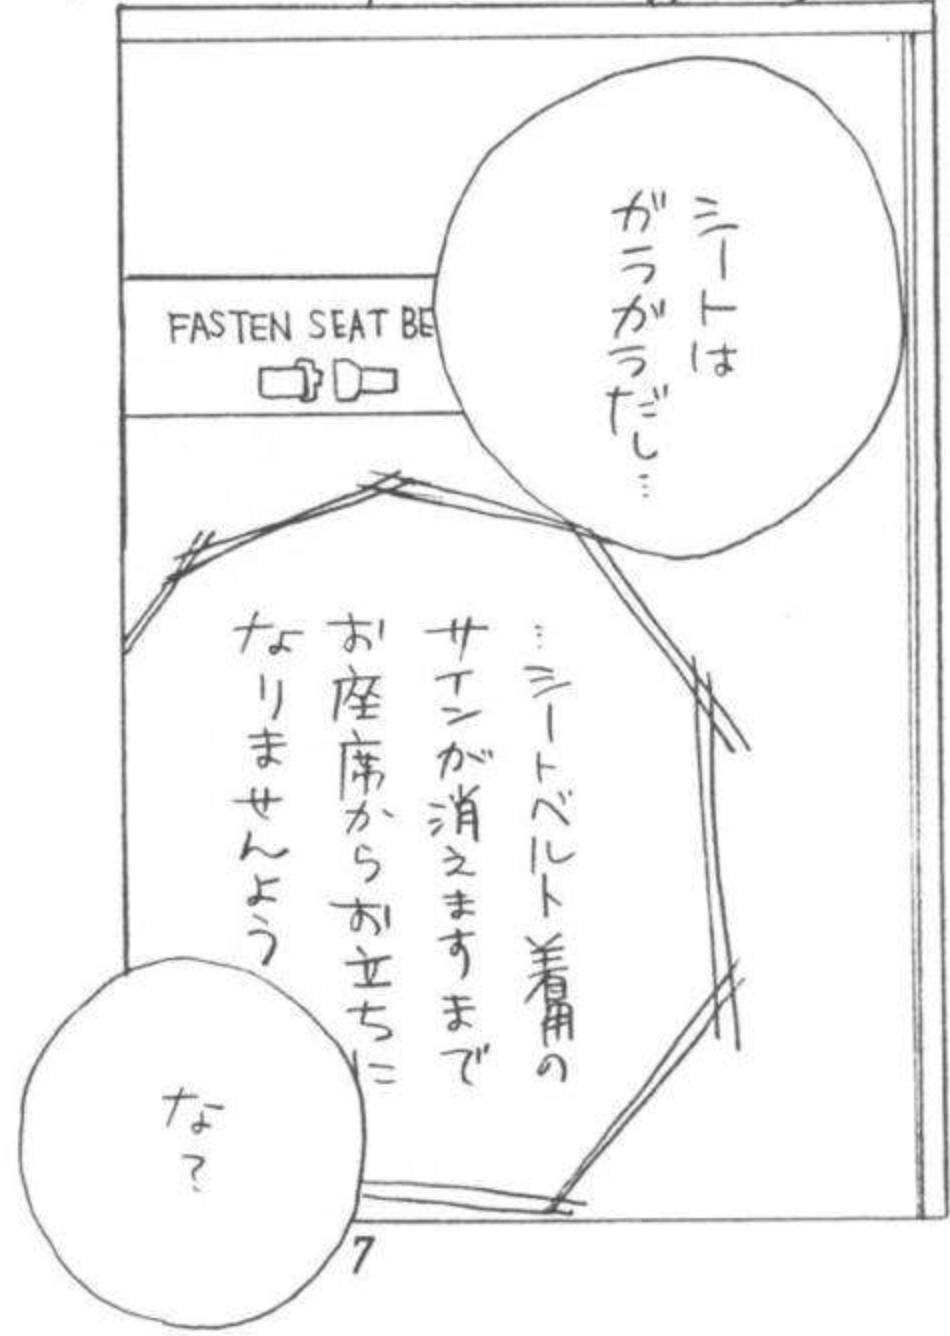 シートは
ガラガラだし…
FASTEN SEAT BE
…シートベルト着用の
サインが消えますまで
お座席からお立ちに
なりませんよう
な?
7